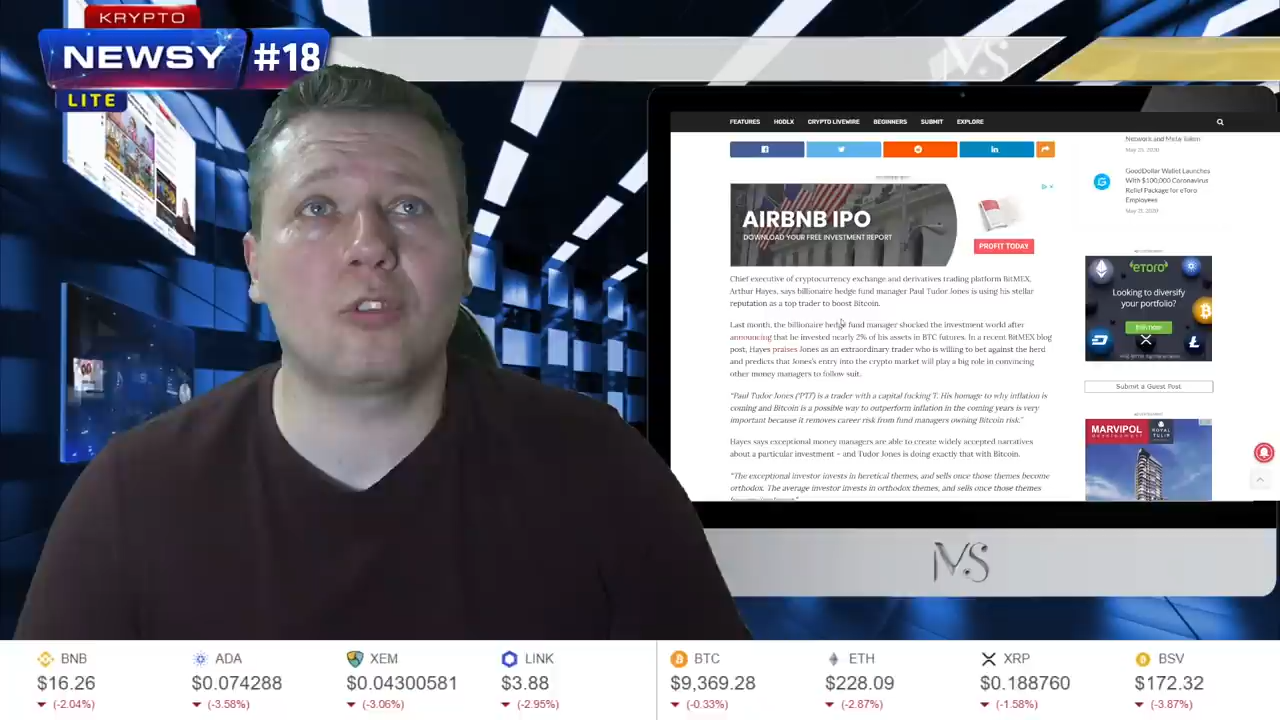 KRYPTO
NEWSY #18
LITE
MS
FEATURES HODLX CRYPTO LIVEWIRE BEGINNERS SUBMIT EXPLORE
AIRBNB IPO
DOWNLOAD YOUR FREE INVESTMENT REPORT
PROFIT TODAY
Chief executive of cryptocurrency exchange and derivatives trading platform BitMEX,
Arthur Hayes, says billionaire hedge fund manager Paul Tudor Jones is using his stellar
reputation as a top trader to boost Bitcoin.
Last month, the billionaire hedge fund manager shocked the investment world after
announcing that he invested nearly 2% of his assets in BTC futures. In a recent BitMEX blog
post, Hayes praises Jones as an extraordinary trader who is willing to bet against the herd
and predicts that Jones's entry into the crypto market will play a big role in convincing
other money managers to follow suit.
"Paul Tudor Jones ('PTJ') is a trader with a capital fucking T. His homage to why inflation is
coming and Bitcoin is a possible way to outperform inflation in the coming years is very
important because it removes career risk from fund managers owning Bitcoin risk."
Hayes says exceptional money managers are able to create widely accepted narratives
about a particular investment – and Tudor Jones is doing exactly that with Bitcoin.
"The exceptional investor invests in heretical themes, and sells once those themes become
orthodox. The average investor invests in orthodox themes, and sells once those themes
Network and
May 25, 2020
GoodDollar Wallet Launches
With $100,000 Coronavirus
Relief Package for eToro
Employees
May 21, 2020
eToro
Looking to diversify
your portfolio?
Submit a Guest Post
MARVIPOL
development
ROYAL
TULIP
MS
BNB
$16.26
(-2.04%)
ADA
$0.074288
(-3.58%)
XEM
$0.04300581
(-3.06%)
LINK
$3.88
(-2.95%)
BTC
$9,369.28
(-0.33%)
ETH
$228.09
(-2.87%)
XRP
$0.188760
(-1.58%)
BSV
$172.32
(-3.87%)